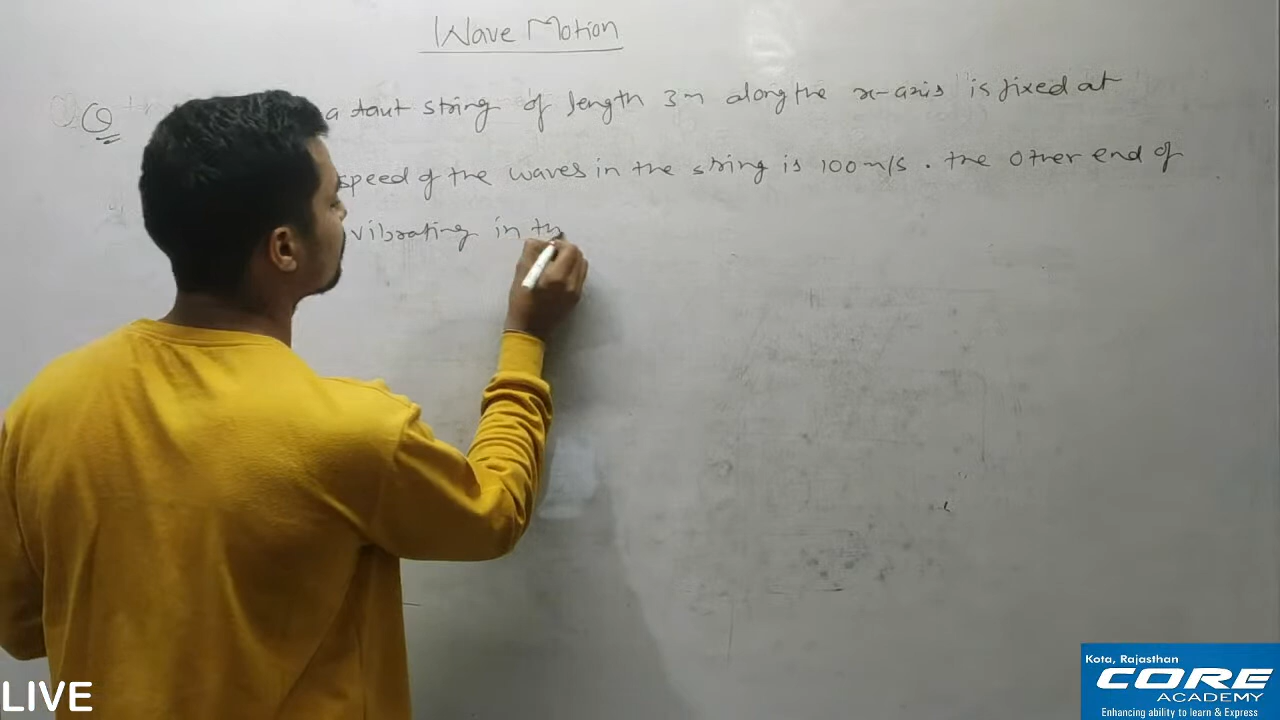 Wave Motion
Q a taut string of length 3m along the x-axis is fixed at
speed of the waves in the string is 100 m/s. the other end of
vibrating in th
LIVE
Kota, Rajasthan
CORE
ACADEMY
Enhancing ability to learn & Express